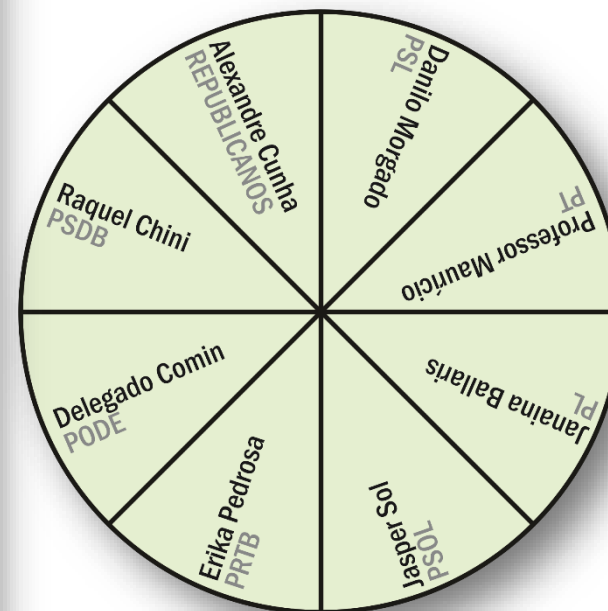 Alexandre Cunha
REPUBLICANOS
Danilo Morgado
PSL
Professor Maurício
PT
Janaina Ballaris
PL
Jasper Sol
PSOL
Erika Pedrosa
PRTB
Delegado Comin
PODE
Raquel Chini
PSDB